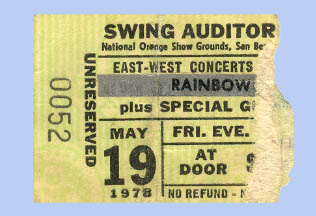 SWING AUDITOR
National Orange Show Grounds, San Be
EAST-WEST CONCERTS
RAINBOW
plus SPECIAL G
MAY
19
1978
FRI. EVE.
AT
DOOR
NO REFUND -
UNRESERVED
0052